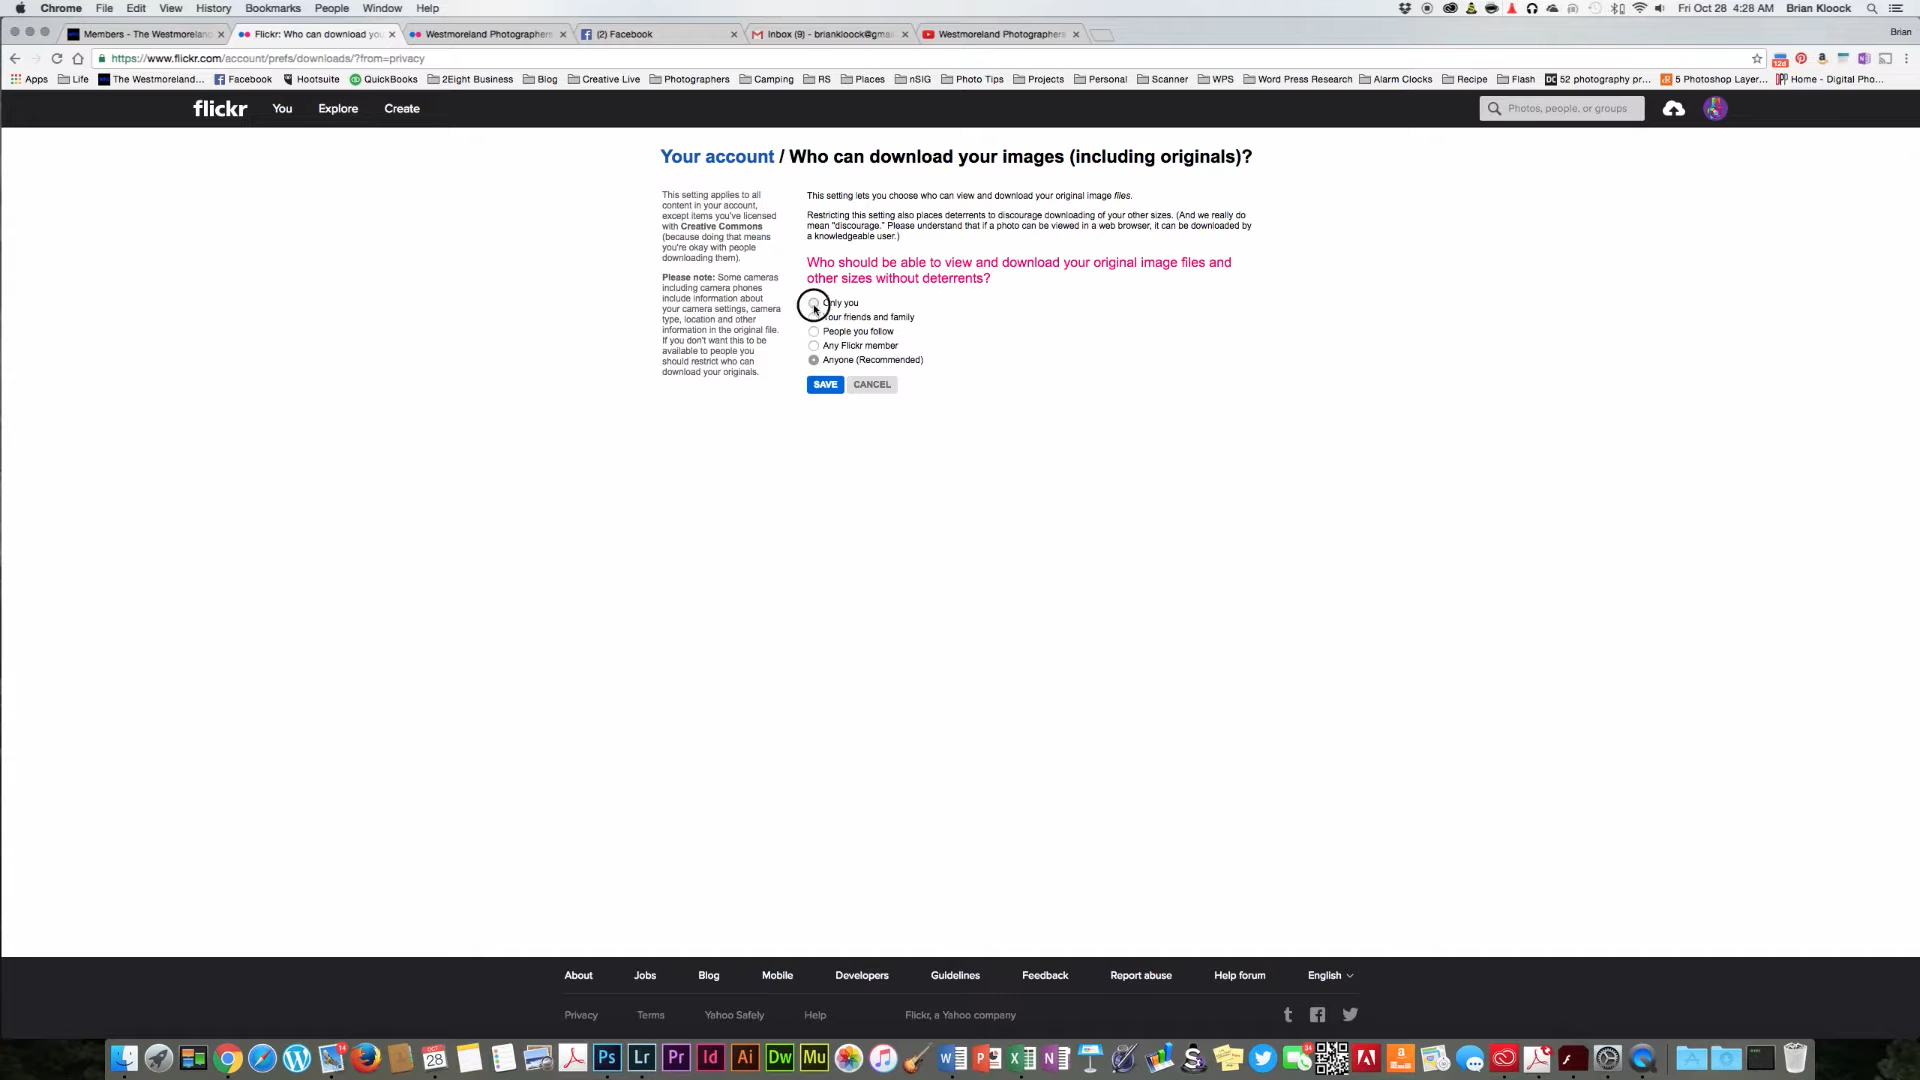 Chrome File Edit View History Bookmarks People Window Help Fri Oct 28 4:28 AM Brian Kloock
Members - The Westmorelan Flickr: Who can download yo Westmoreland Photographers (2) Facebook Inbox (9) - briankloock@gma Westmoreland Photographers Brian
https://www.flickr.com/account/prefs/downloads/?from=privacy
Apps Life The Westmoreland... Facebook Hootsuite QuickBooks 2Eight Business Blog Creative Live Photographers Camping RS Places nSIG Photo Tips Projects Personal Scanner WPS Word Press Research Alarm Clocks Recipe Flash 52 photography pr... 5 Photoshop Layer... Home - Digital Pho...
flickr You Explore Create Photos, people, or groups
Your account / Who can download your images (including originals)?
This setting applies to all
content in your account,
except items you've licensed
with Creative Commons
(because doing that means
you're okay with people
downloading them).
Please note: Some cameras
including camera phones
include information about
your camera settings, camera
type, location and other
information in the original file.
If you don't want this to be
available to people you
should restrict who can
download your originals.
This setting lets you choose who can view and download your original image files.
Restricting this setting also places deterrents to discourage downloading of your other sizes. (And we really do
mean "discourage." Please understand that if a photo can be viewed in a web browser, it can be downloaded by
a knowledgeable user.)
Who should be able to view and download your original image files and
other sizes without deterrents?
Only you
Your friends and family
People you follow
Any Flickr member
Anyone (Recommended)
SAVE CANCEL
About Jobs Blog Mobile Developers Guidelines Feedback Report abuse Help forum English
Privacy Terms Yahoo Safely Help Flickr, a Yahoo company
Ps Lr Pr Id Ai Dw Mu